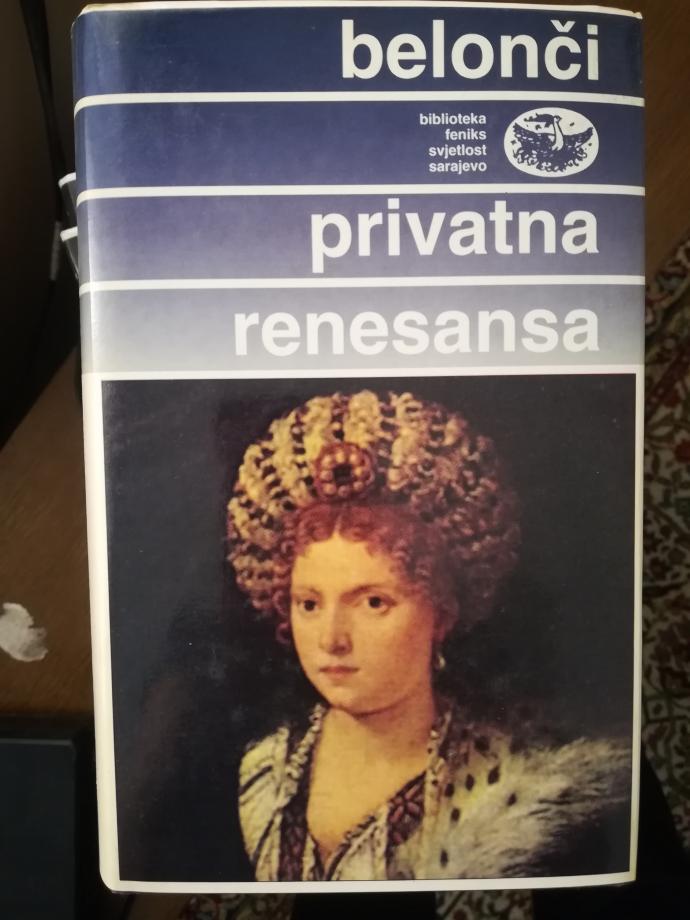 belonči
biblioteka
feniks
svjetlost
sarajevo
privatna
renesansa